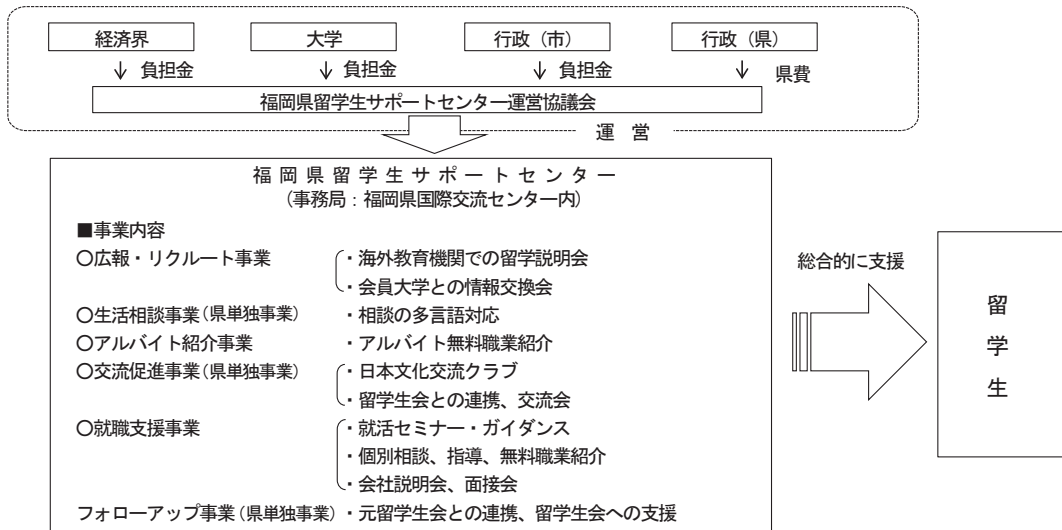 経済界 大学 行政（市） 行政（県）
↓ 負担金 ↓ 負担金 ↓ 負担金 ↓ 県費
福岡県留学生サポートセンター運営協議会
運 営
福岡県留学生サポートセンター
（事務局：福岡県国際交流センター内）
■事業内容
○広報・リクルート事業 ・海外教育機関での留学説明会
・会員大学との情報交換会
○生活相談事業（県単独事業） ・相談の多言語対応
○アルバイト紹介事業 ・アルバイト無料職業紹介
○交流促進事業（県単独事業） ・日本文化交流クラブ
・留学生会との連携、交流会
○就職支援事業 ・就活セミナー・ガイダンス
・個別相談、指導、無料職業紹介
・会社説明会、面接会
フォローアップ事業（県単独事業） ・元留学生会との連携、留学生会への支援
総合的に支援
留
学
生